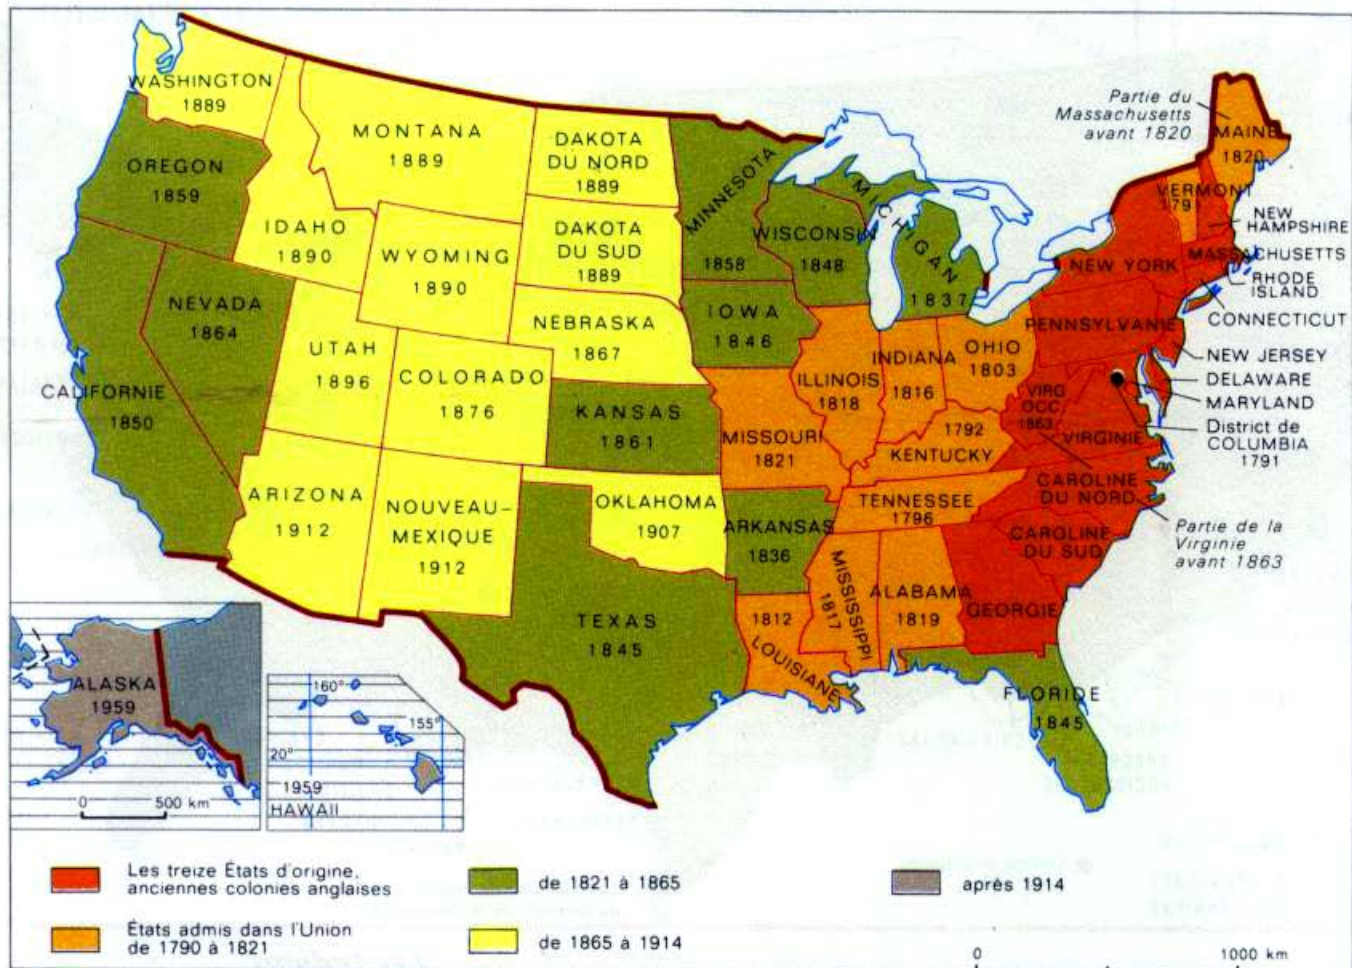 WASHINGTON
1889
MONTANA
1889
DAKOTA
DU NORD
1889
MINNESOTA
1858
Partie du
Massachusetts
avant 1820
MAINE
1820
OREGON
1859
IDAHO
1890
WYOMING
1890
DAKOTA
DU SUD
1889
WISCONSIN
1848
MICHIGAN
1837
VERMONT
1791
NEW
HAMPSHIRE
MASSACHUSETTS
NEW YORK
RHODE
ISLAND
CONNECTICUT
NEVADA
1864
UTAH
1896
COLORADO
1876
NEBRASKA
1867
IOWA
1846
ILLINOIS
1818
INDIANA
1816
OHIO
1803
PENNSYLVANIE
NEW JERSEY
DELAWARE
MARYLAND
District de
COLUMBIA
1791
CALIFORNIE
1850
KANSAS
1861
MISSOURI
1821
1792
KENTUCKY
VIRG
OCC
1863
VIRGINIE
ARIZONA
1912
NOUVEAU-
MEXIQUE
1912
OKLAHOMA
1907
ARKANSAS
1836
TENNESSEE
1796
CAROLINE
DU NORD
Partie de la
Virginie
avant 1863
CAROLINE
DU SUD
TEXAS
1845
1812
LOUISIANE
MISSISSIPPI
1817
ALABAMA
1819
GEORGIE
FLORIDE
1845
ALASKA
1959
0 500 km
160°
155°
20°
1959
HAWAII
Les treize États d'origine,
anciennes colonies anglaises
États admis dans l'Union
de 1790 à 1821
de 1821 à 1865
de 1865 à 1914
après 1914
0 1000 km